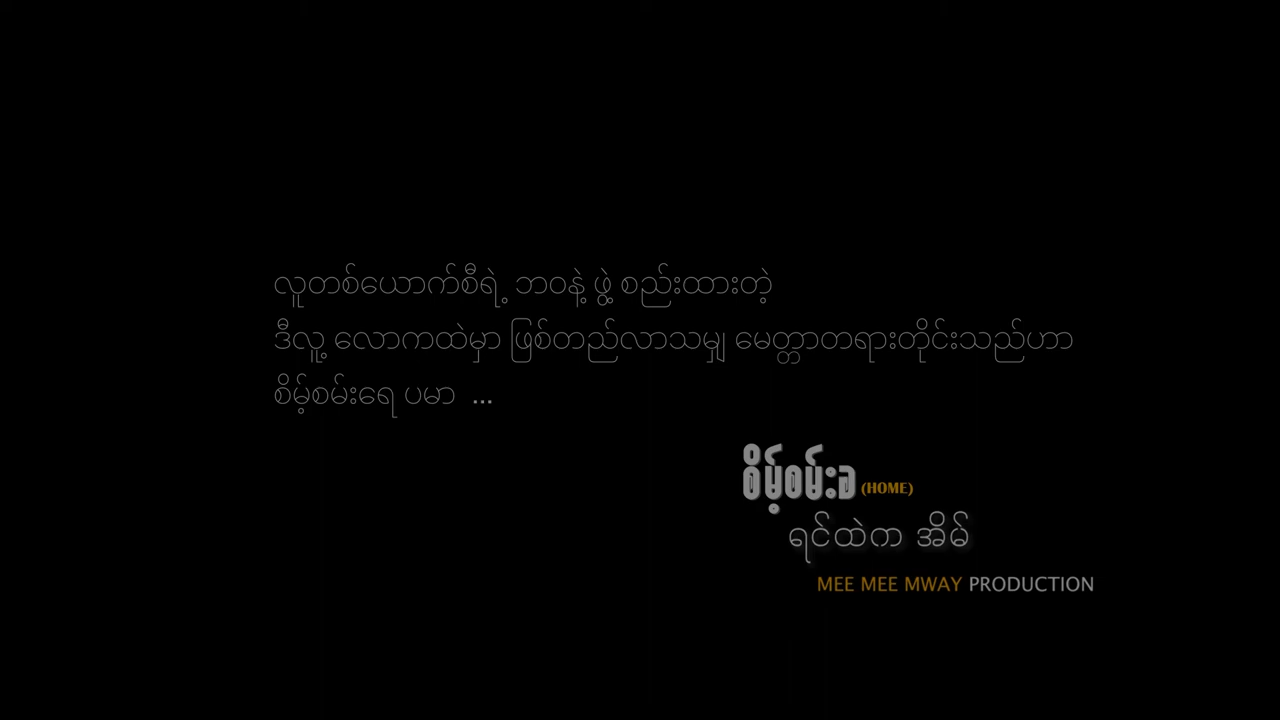 လူတစ်ယောက်စီရဲ့ ဘဝနဲ့ ဖွဲ့ စည်းထားတဲ့
ဒီလူ့ လောကထဲမှာ ဖြစ်တည်လာသမျှ မေတ္တာတရားတိုင်းသည်ဟာ
စိမ့်စမ်းရေ ပမာ ...
စိမ့်စမ်းခ (HOME)
ရင်ထဲက အိမ်
MEE MEE MWAY PRODUCTION